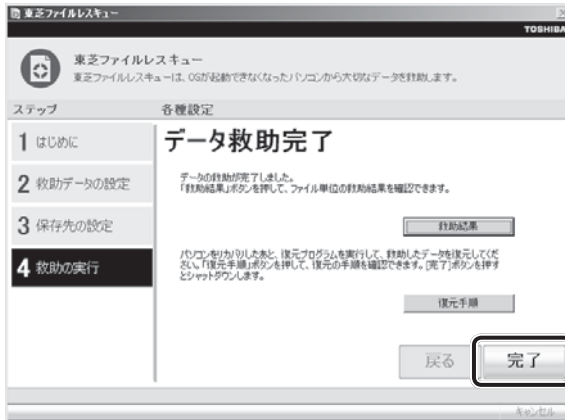 東芝ファイルレスキュー
TOSHIBA
東芝ファイルレスキュー
東芝ファイルレスキューは、OSが起動できなくなったパソコンから大切なデータを救助します。
ステップ
各種設定
1 はじめに
2 救助データの設定
3 保存先の設定
4 救助の実行
データ救助完了
データの救助が完了しました。
「救助結果」ボタンを押して、ファイル単位の救助結果を確認できます。
救助結果
パソコンをリカバリしたあと、復元プログラムを実行して、救助したデータを復元してくだ
さい。「復元手順」ボタンを押して、復元の手順を確認できます。[完了]ボタンを押す
とシャットダウンします。
復元手順
戻る
完了
キャンセル